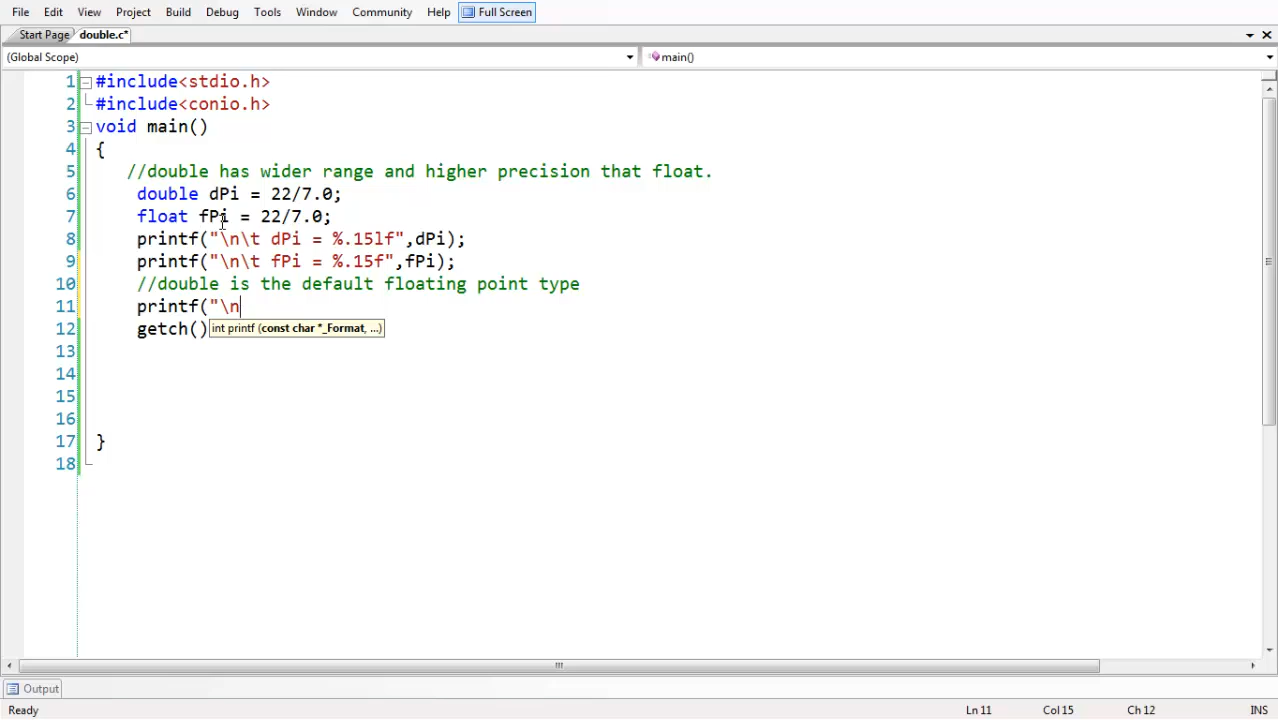 File Edit View Project Build Debug Tools Window Community Help Full Screen
Start Page double.c*
(Global Scope) main()
1 #include<stdio.h>
2 #include<conio.h>
3 void main()
4 {
5 //double has wider range and higher precision that float.
6 double dPi = 22/7.0;
7 float fPi = 22/7.0;
8 printf("\n\t dPi = %.15lf",dPi);
9 printf("\n\t fPi = %.15f",fPi);
10 //double is the default floating point type
11 printf("\n
12 getch() int printf (const char *_Format, ...)
13
14
15
16
17 }
18
Output
Ready Ln 11 Col 15 Ch 12 INS